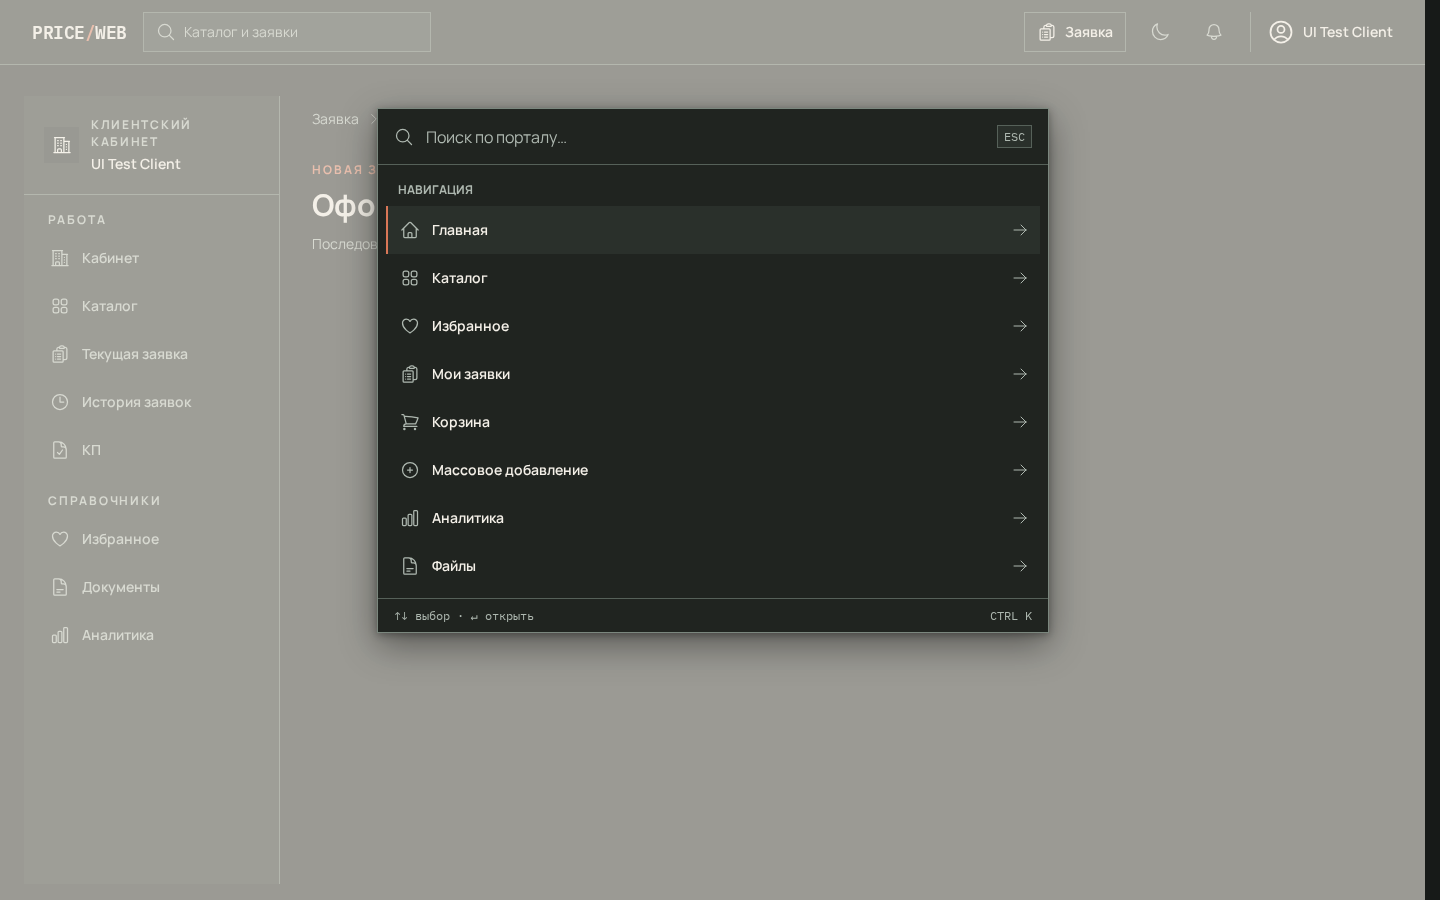 PRICE/WEB
Каталог и заявки
Заявка
UI Test Client
КЛИЕНТСКИЙ
КАБИНЕТ
UI Test Client
РАБОТА
Кабинет
Каталог
Текущая заявка
История заявок
КП
СПРАВОЧНИКИ
Избранное
Документы
Аналитика
Заявка
НОВАЯ
Поиск по порталу...
ESC
НАВИГАЦИЯ
Главная
Каталог
Избранное
Мои заявки
Корзина
Массовое добавление
Аналитика
Файлы
↑↓ выбор · ↵ открыть
CTRL K